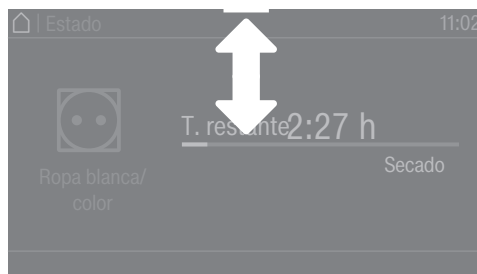 | Estado 11:02
T. restante 2:27 h
Secado
Ropa blanca/
color